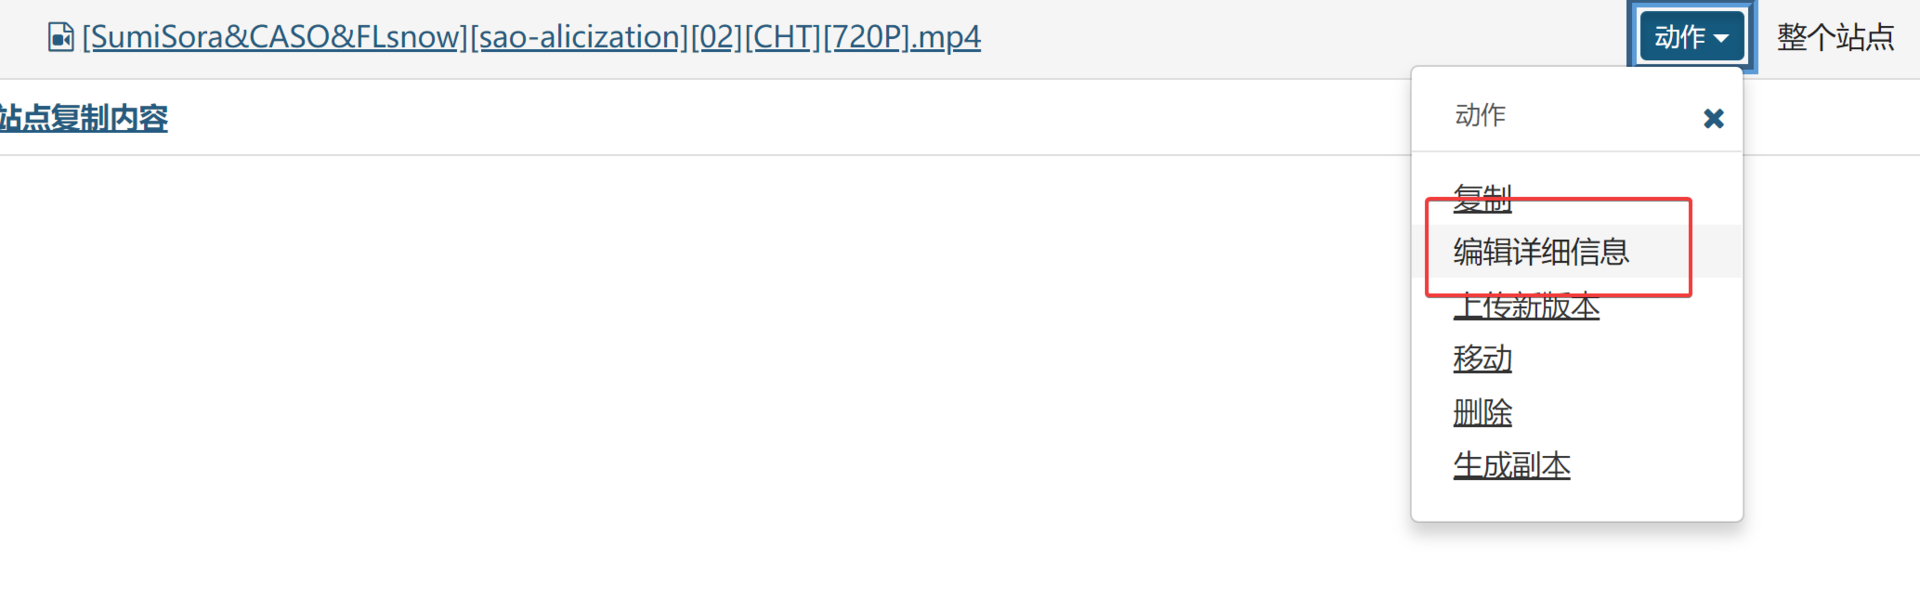 [SumiSora&CASO&FLsnow][sao-alicization][02][CHT][720P].mp4
动作
整个站点
站点复制内容
动作
复制
编辑详细信息
上传新版本
移动
删除
生成副本